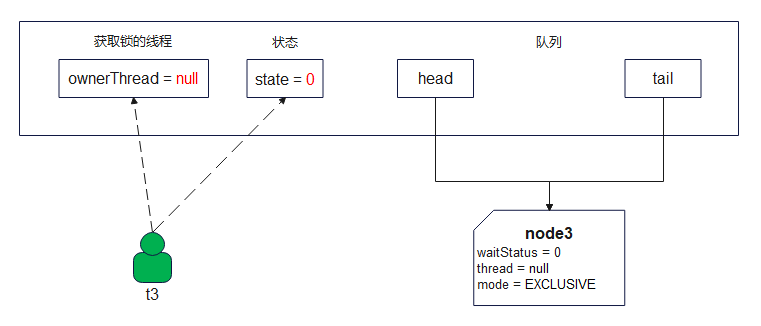 获取锁的线程
状态
队列
ownerThread = null
state = 0
head
tail
node3
waitStatus = 0
thread = null
mode = EXCLUSIVE
t3